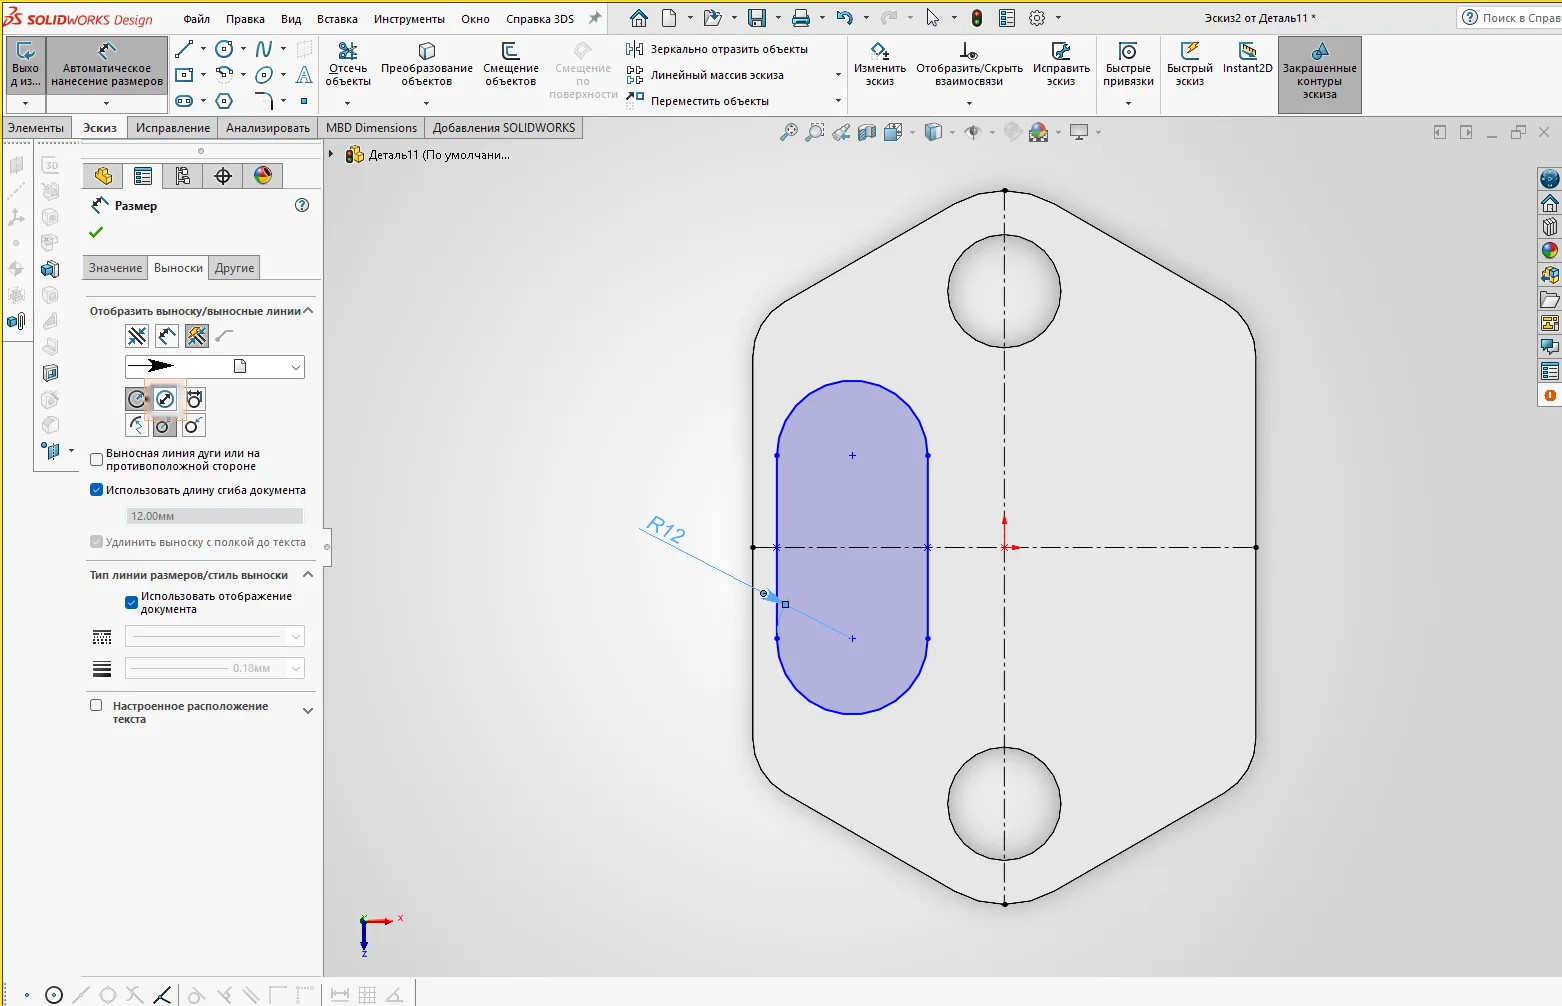 SOLIDWORKS Design
Файл Правка Вид Вставка Инструменты Окно Справка 3DS
Эскиз2 от Деталь11 *
Поиск в Справ
Выхо
д из...
Автоматическое
нанесение размеров
Отсечь
объекты
Преобразование
объектов
Смещение
объектов
Смещение
по
поверхности
Зеркально отразить объекты
Линейный массив эскиза
Переместить объекты
Изменить
эскиз
Отобразить/Скрыть
взаимосвязи
Исправить
эскиз
Быстрые
привязки
Быстрый
эскиз
Instant2D
Закрашенные
контуры
эскиза
Элементы Эскиз Исправление Анализировать MBD Dimensions Добавления SOLIDWORKS
Деталь11 (По умолчани...
3D
Размер
Значение Выноски Другие
Отобразить выноску/выносные линии
Выносная линия дуги или на
противоположной стороне
Использовать длину сгиба документа
12.00мм
Удлинить выноску с полкой до текста
Тип линии размеров/стиль выноски
Использовать отображение
документа
0.18мм
Настроенное расположение
текста
R12
X
Y
Z